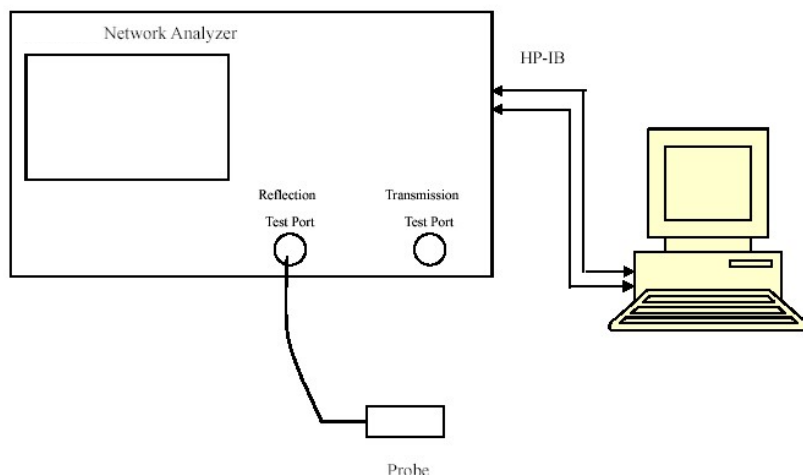 Network Analyzer
HP-IB
Reflection
Test Port
Transmission
Test Port
Probe